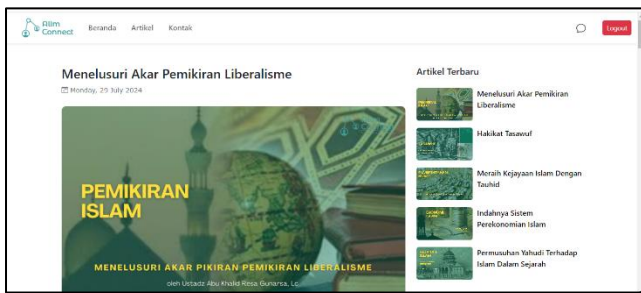 Alim
Connect
Beranda Artikel Kontak
Logout
Menelusuri Akar Pemikiran Liberalisme
Monday, 29 July 2024
PEMIKIRAN
ISLAM
MENELUSURI AKAR PIKIRAN PEMIKIRAN LIBERALISME
oleh Ustadz Abu Khalid Resa Gunarsa, Lc
Artikel Terbaru
Menelusuri Akar Pemikiran
Liberalisme
Hakikat Tasawuf
Meraih Kejayaan Islam Dengan
Tauhid
Indahnya Sistem
Perekonomian Islam
Permusuhan Yahudi Terhadap
Islam Dalam Sejarah